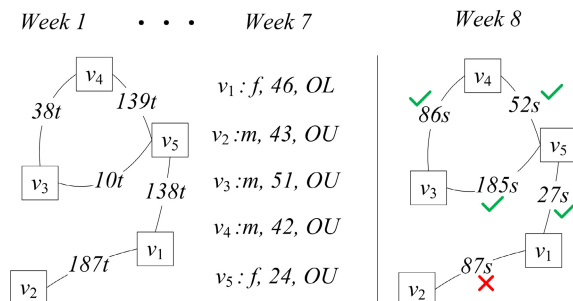 Week 1 • • • Week 7
v4
38t
139t
v5
v3
10t
138t
v1
187t
v2
v1 : f, 46, OL
v2 :m, 43, OU
v3 :m, 51, OU
v4 :m, 42, OU
v5 : f, 24, OU
Week 8
v4
86s
52s
v5
v3
185s
27s
v1
87s
v2